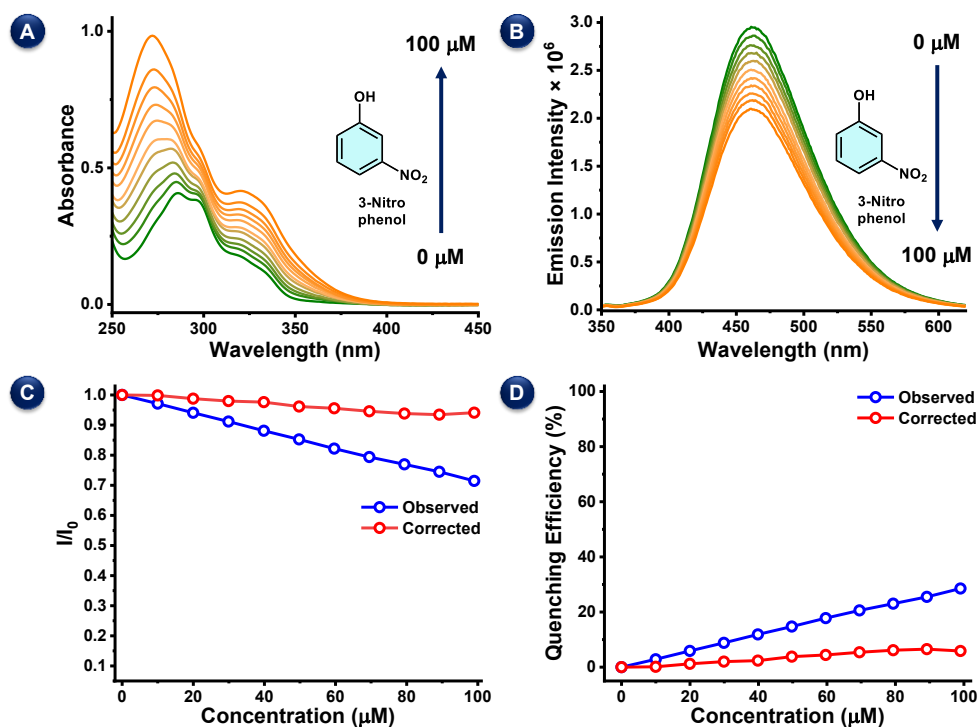 A
1.0
0.5
0.0
250
300
350
400
450
Absorbance
Wavelength (nm)
100 µM
0 µM
OH
NO2
3-Nitro
phenol
B
3.0
2.5
2.0
1.5
1.0
0.5
0.0
350
400
450
500
550
600
Emission Intensity × 10⁶
Wavelength (nm)
0 µM
100 µM
OH
NO2
3-Nitro
phenol
C
1.0
0.9
0.8
0.7
0.6
0.5
0.4
0.3
0.2
0.1
0
20
40
60
80
100
I/I0
Concentration (µM)
Observed
Corrected
D
100
80
60
40
20
0
0
20
40
60
80
100
Quenching Efficiency (%)
Concentration (µM)
Observed
Corrected